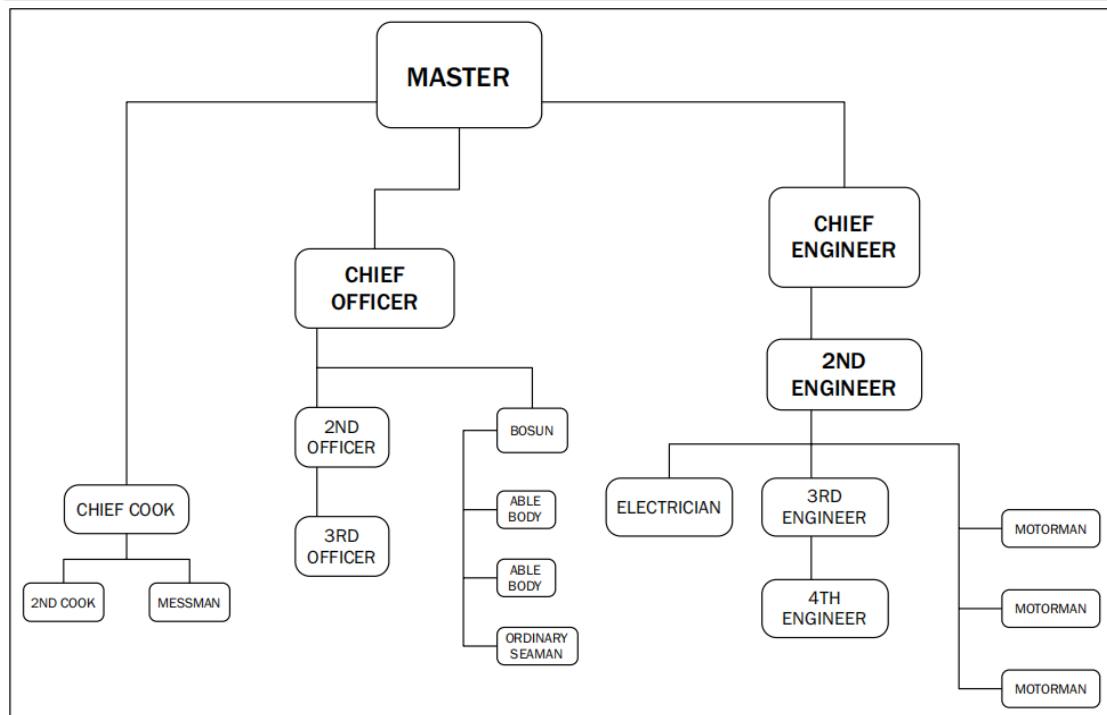 MASTER
CHIEF
ENGINEER
CHIEF
OFFICER
2ND
ENGINEER
2ND
OFFICER
BOSUN
CHIEF COOK
ELECTRICIAN
3RD
ENGINEER
ABLE
BODY
3RD
OFFICER
MOTORMAN
ABLE
BODY
2ND COOK
MESSMAN
4TH
ENGINEER
MOTORMAN
ORDINARY
SEAMAN
MOTORMAN